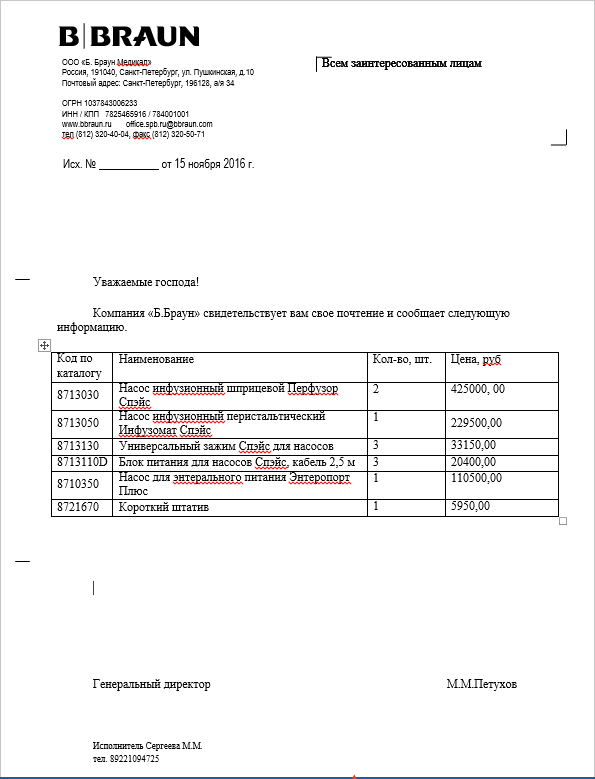 B|BRAUN
ООО «Б. Браун Медикал»
Россия, 191040, Санкт-Петербург, ул. Пушкинская, д.10
Почтовый адрес: Санкт-Петербург, 196128, а/я 34
Всем заинтересованным лицам
ОГРН 1037843006233
ИНН / КПП 7825465916 / 784001001
www.bbraun.ru office.spb.ru@bbraun.com
тел (812) 320-40-04, факс (812) 320-50-71
Исх. № __________ от 15 ноября 2016 г.
Уважаемые господа!
Компания «Б.Браун» свидетельствует вам свое почтение и сообщает следующую
информацию.
Код по
каталогу
Наименование
Кол-во, шт.
Цена, руб
8713030
Насос инфузионный шприцевой Перфузор
Спэйс
2
425000, 00
8713050
Насос инфузионный перистальтический
Инфузомат Спэйс
1
229500,00
8713130
Универсальный зажим Спэйс для насосов
3
33150,00
8713110D
Блок питания для насосов Спэйс, кабель 2,5 м
3
20400,00
8710350
Насос для энтерального питания Энтеропорт
Плюс
1
110500,00
8721670
Короткий штатив
1
5950,00
Генеральный директор
М.М.Петухов
Исполнитель Сергеева М.М.
тел. 89221094725